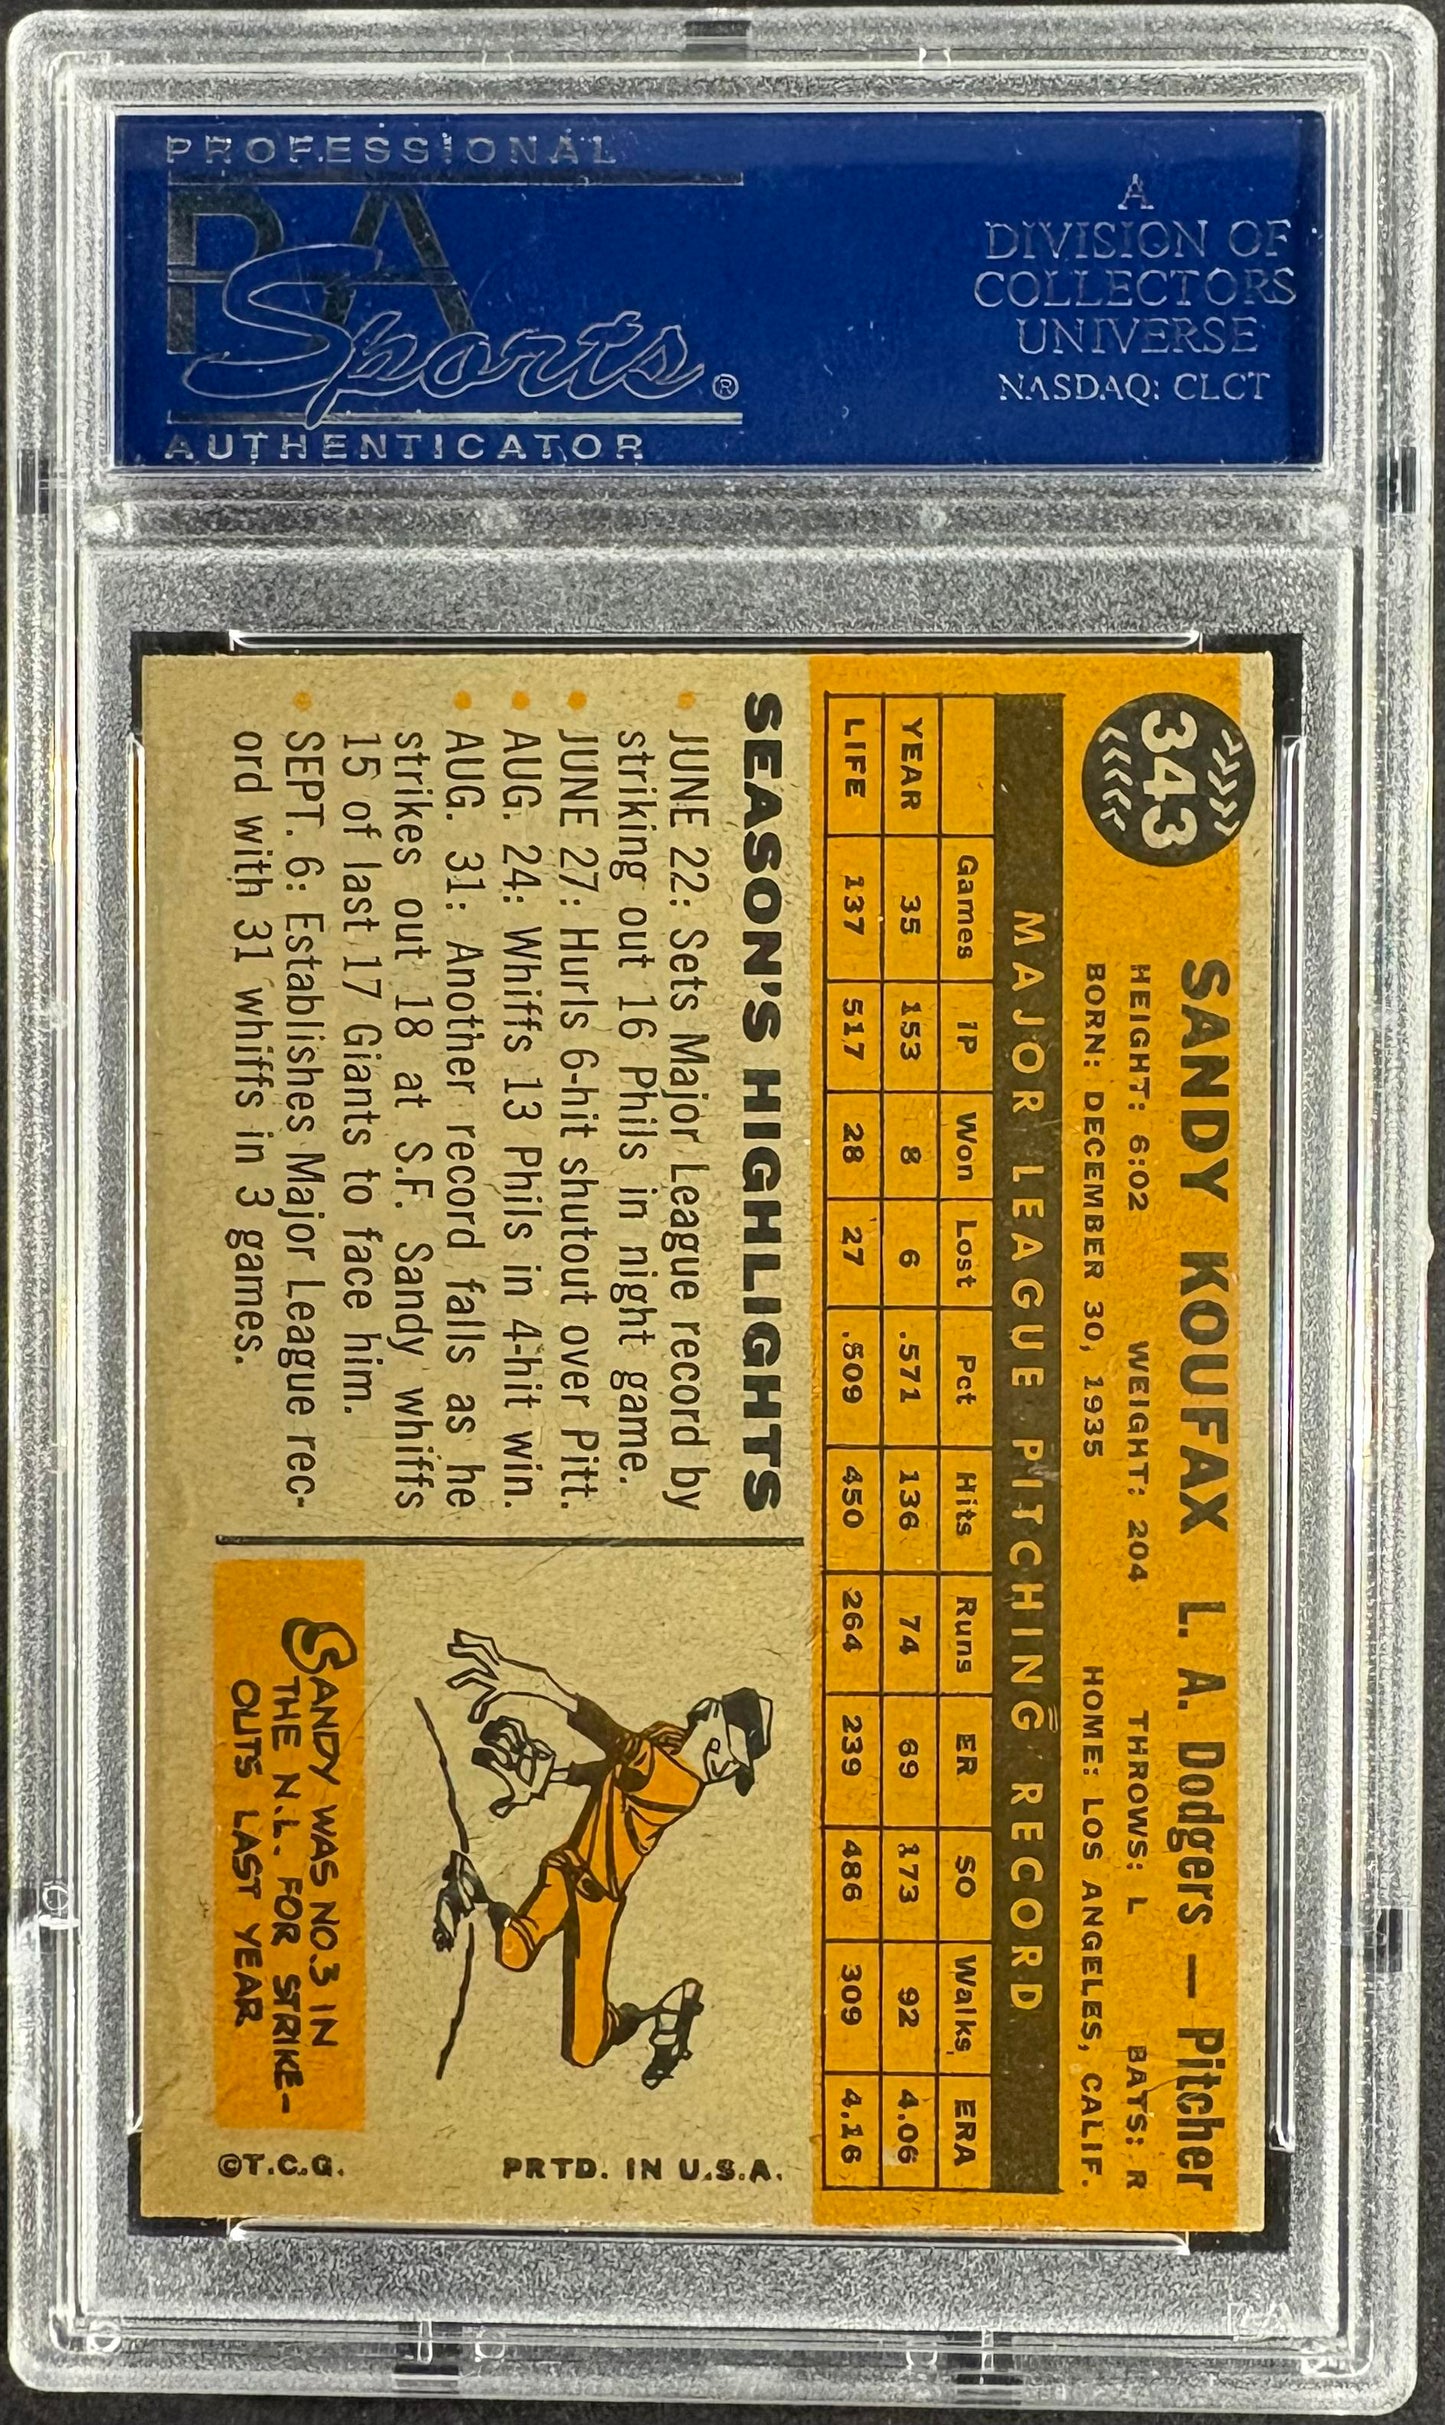 PROFESSIONAL
PSA
Sports®
AUTHENTICATOR
A
DIVISION OF
COLLECTORS
UNIVERSE
NASDAQ: CLCT
343
SANDY KOUFAX L. A. Dodgers — Pitcher
HEIGHT: 6:02 WEIGHT: 204 THROWS: L BATS: R
BORN: DECEMBER 30, 1935 HOME: LOS ANGELES, CALIF.
MAJOR LEAGUE PITCHING RECORD
Games IP Won Lost Pct Hits Runs ER SO Walks ERA
YEAR 35 153 8 6 .571 136 74 69 173 92 4.06
LIFE 137 517 28 27 .509 450 264 239 486 309 4.16
SEASON'S HIGHLIGHTS
• JUNE 22: Sets Major League record by
striking out 16 Phils in night game.
• JUNE 27: Hurls 6-hit shutout over Pitt.
• AUG. 24: Whiffs 13 Phils in 4-hit win.
• AUG. 31: Another record falls as he
strikes out 18 at S.F. Sandy whiffs
15 of last 17 Giants to face him.
• SEPT. 6: Establishes Major League rec-
ord with 31 whiffs in 3 games.
SANDY WAS NO.3 IN
THE N.L. FOR STRIKE-
OUTS LAST YEAR
©T.C.G.
PRTD. IN U.S.A.
PSA